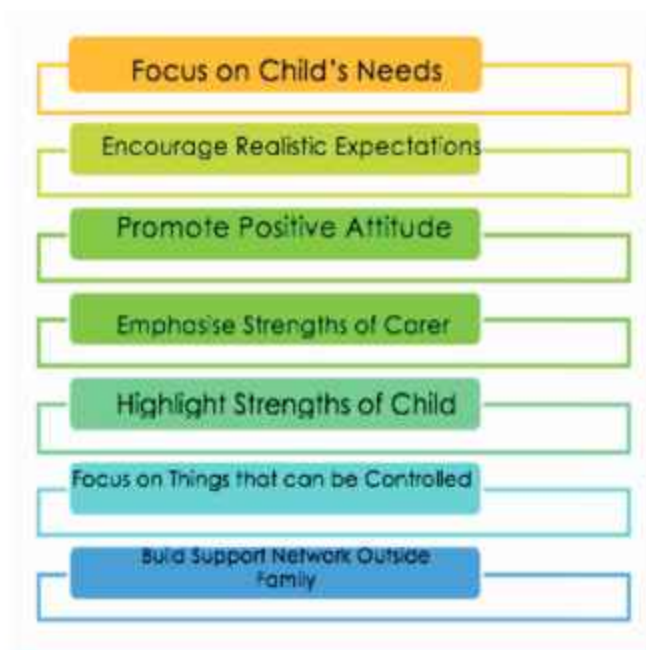 Focus on Child's Needs
Encourage Realistic Expectations
Promote Positive Attitude
Emphasise Strengths of Carer
Highlight Strengths of Child
Focus on Things that can be Controlled
Build Support Network Outside
Family